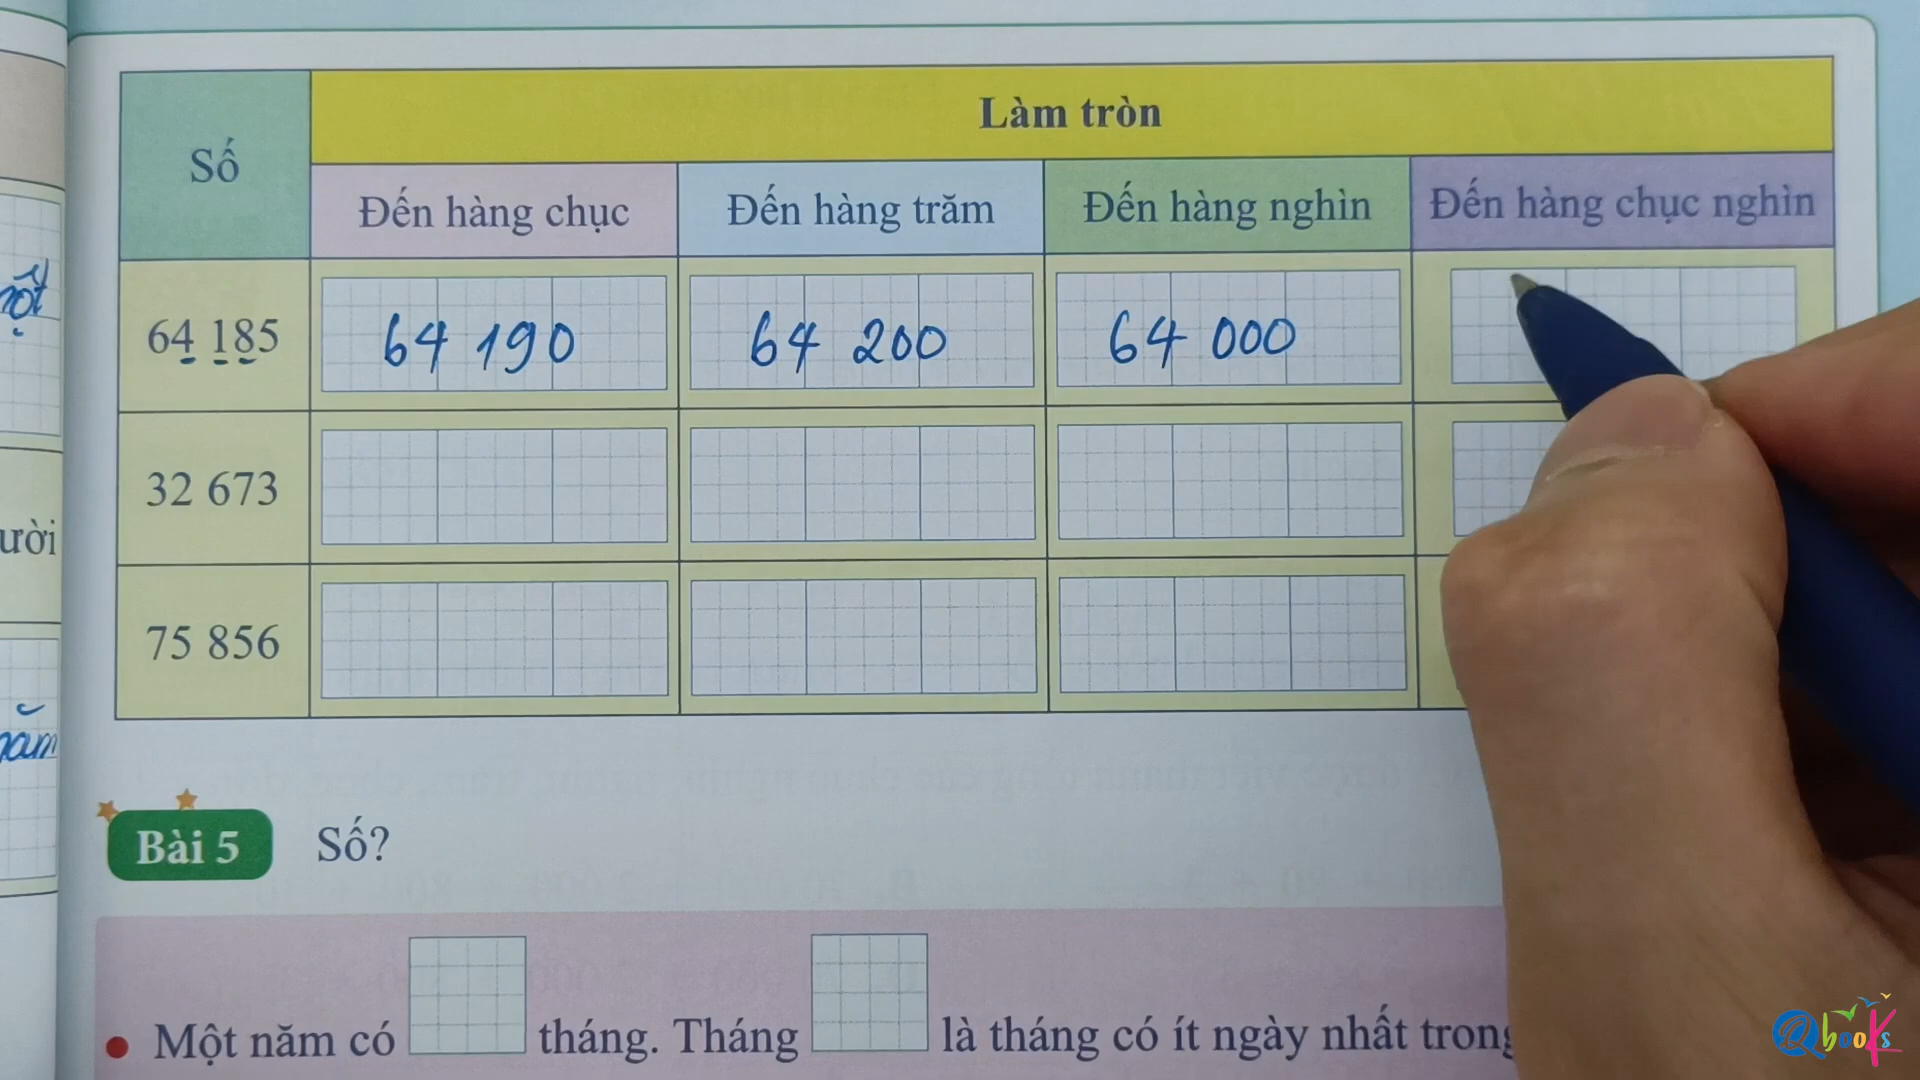 Số
Làm tròn
Đến hàng chục
Đến hàng trăm
Đến hàng nghìn
Đến hàng chục nghìn
64 185
64 190
64 200
64 000
32 673
75 856
ười
Bài 5
Số?
Một năm có tháng. Tháng là tháng có ít ngày nhất trong
Qbooks